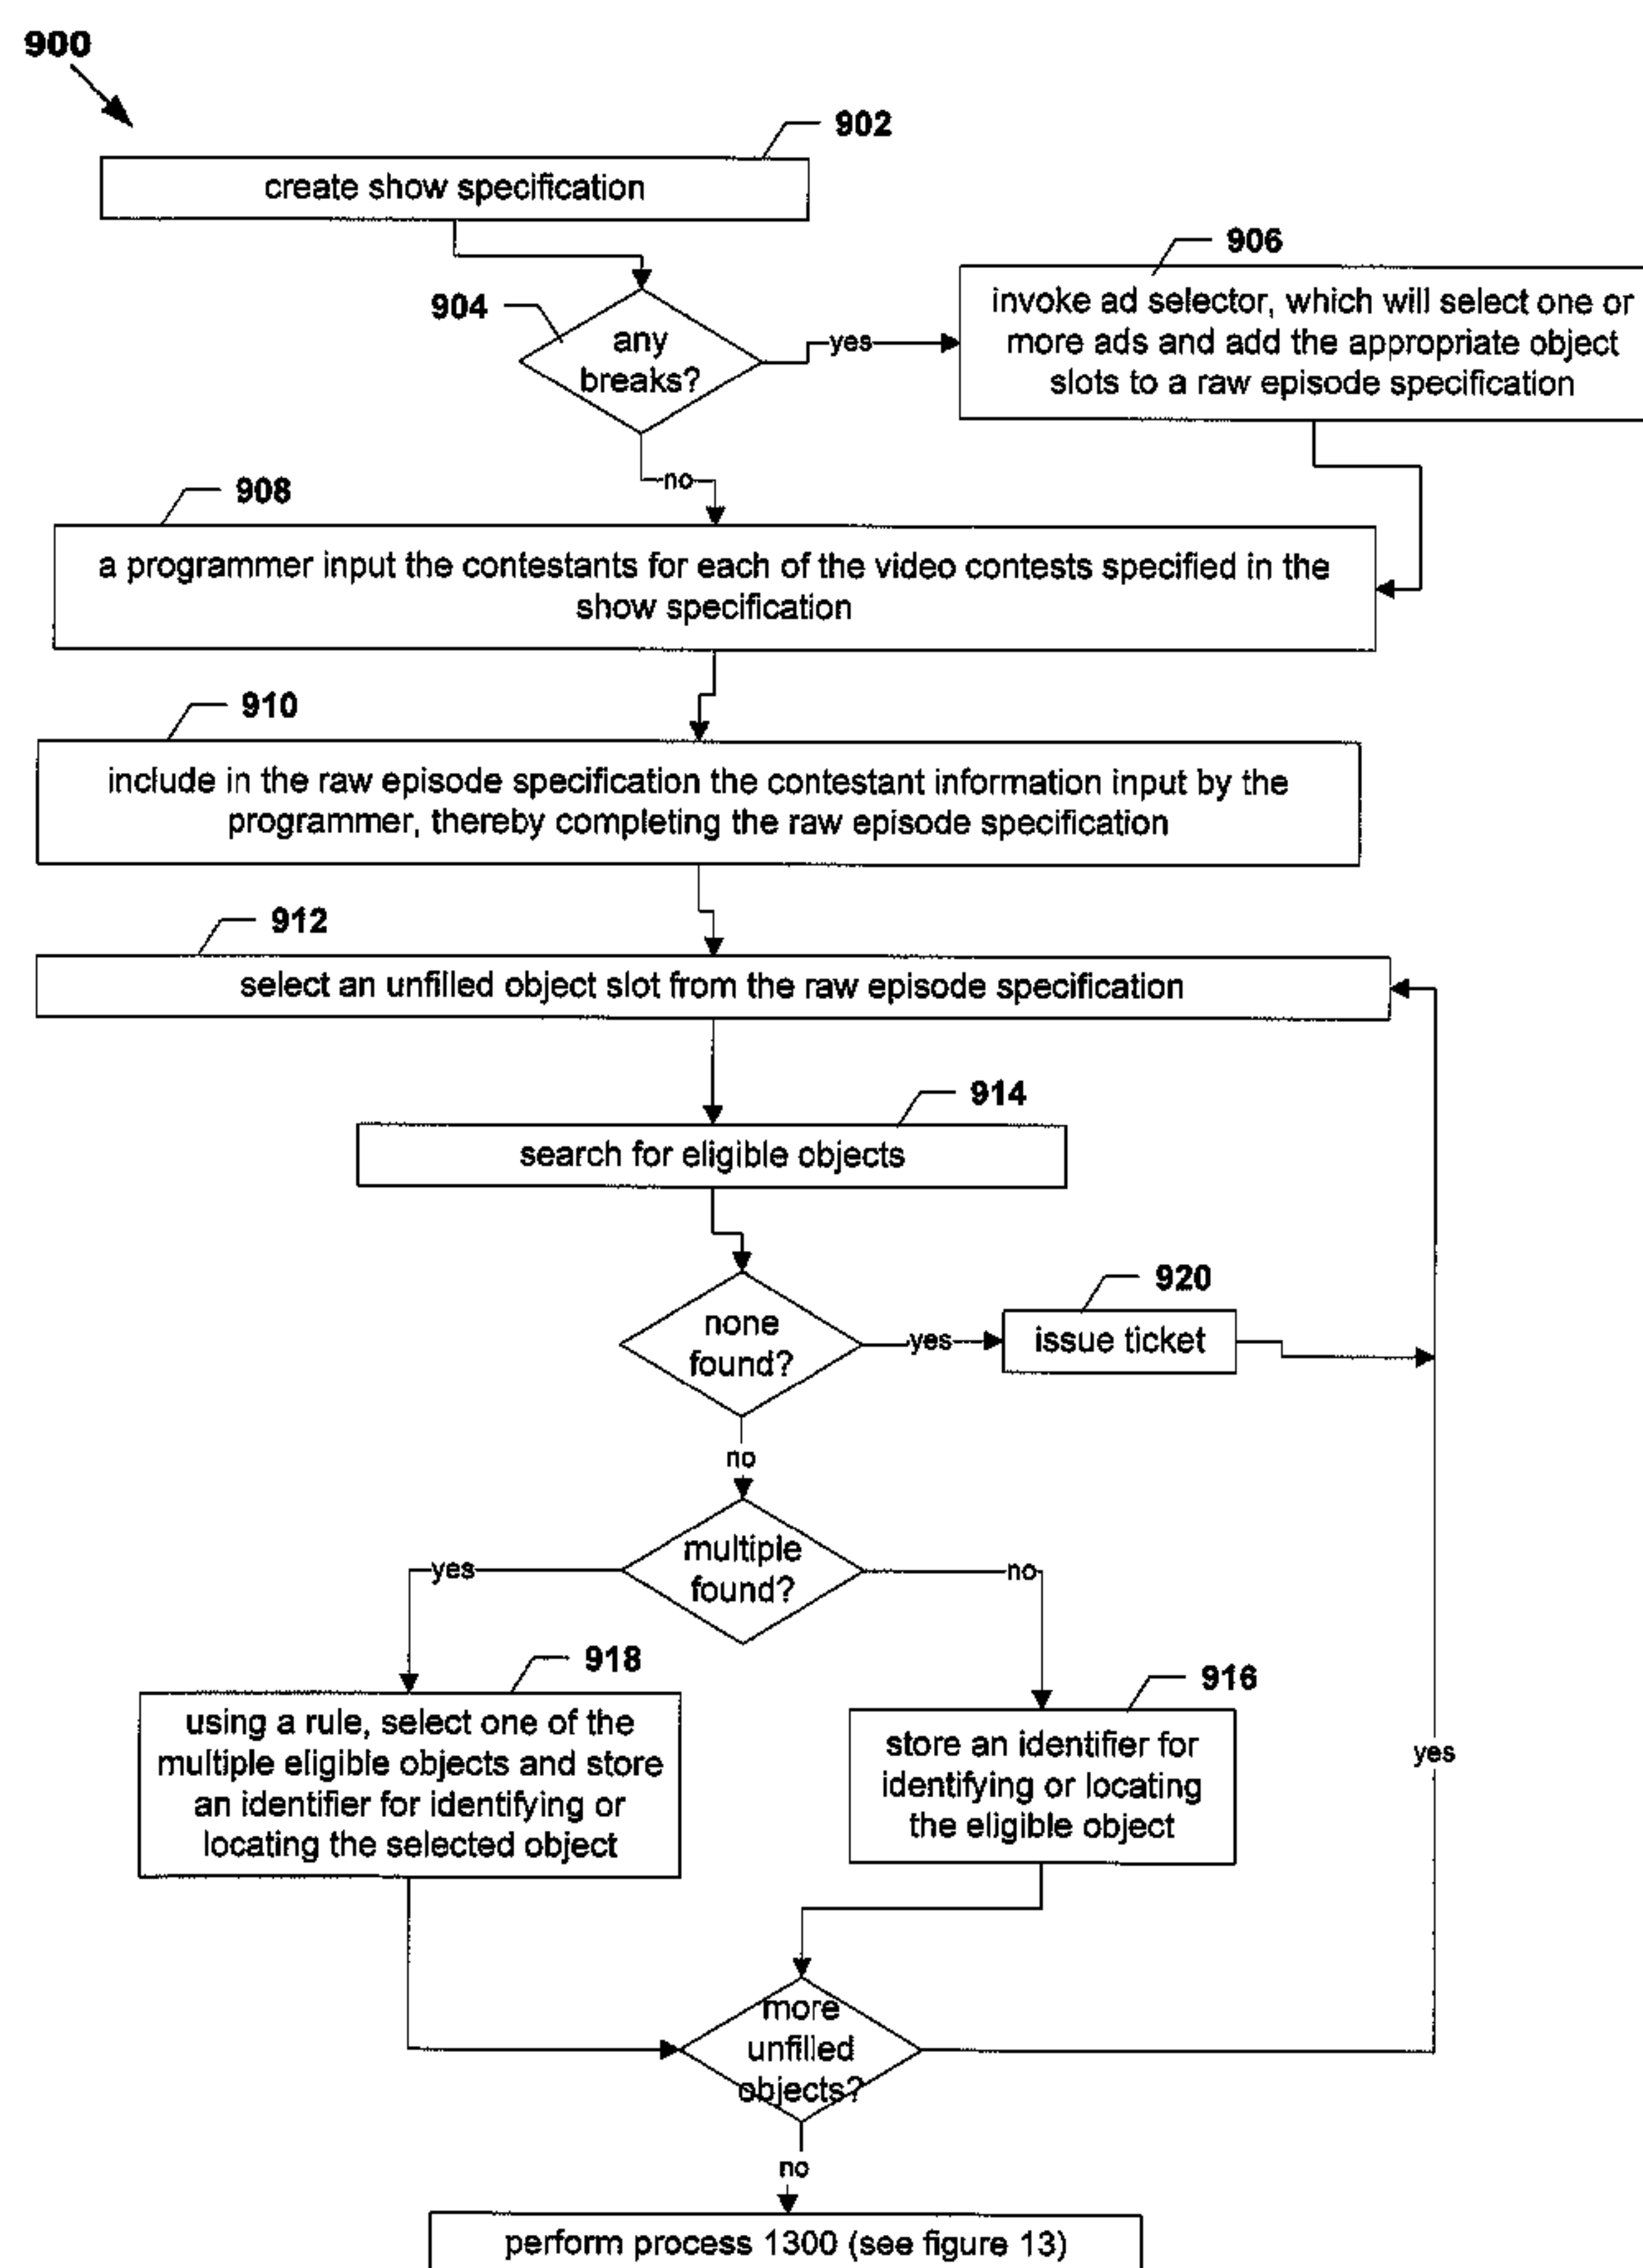 900
902
create show specification
906
invoke ad selector, which will select one or
more ads and add the appropriate object
slots to a raw episode specification
904
any
breaks?
yes
no
908
a programmer input the contestants for each of the video contests specified in the
show specification
910
include in the raw episode specification the contestant information input by the
programmer, thereby completing the raw episode specification
912
select an unfilled object slot from the raw episode specification
914
search for eligible objects
920
none
found?
yes
issue ticket
no
multiple
found?
yes
no
918
using a rule, select one of the
multiple eligible objects and store
an identifier for identifying or
locating the selected object
916
store an identifier for
identifying or locating
the eligible object
yes
more
unfilled
objects?
no
perform process 1300 (see figure 13)